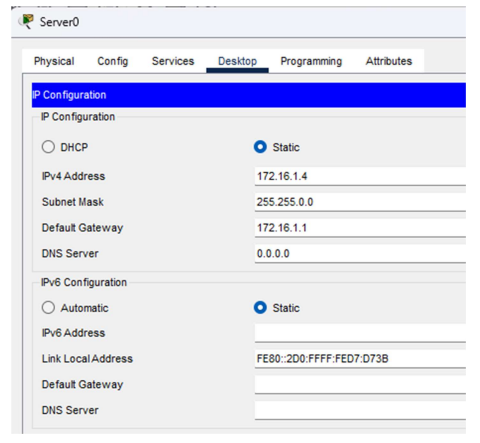 Server0
Physical Config Services Desktop Programming Attributes
IP Configuration
IP Configuration
DHCP Static
IPv4 Address 172.16.1.4
Subnet Mask 255.255.0.0
Default Gateway 172.16.1.1
DNS Server 0.0.0.0
IPv6 Configuration
Automatic Static
IPv6 Address
Link Local Address FE80::2D0:FFFF:FED7:D73B
Default Gateway
DNS Server